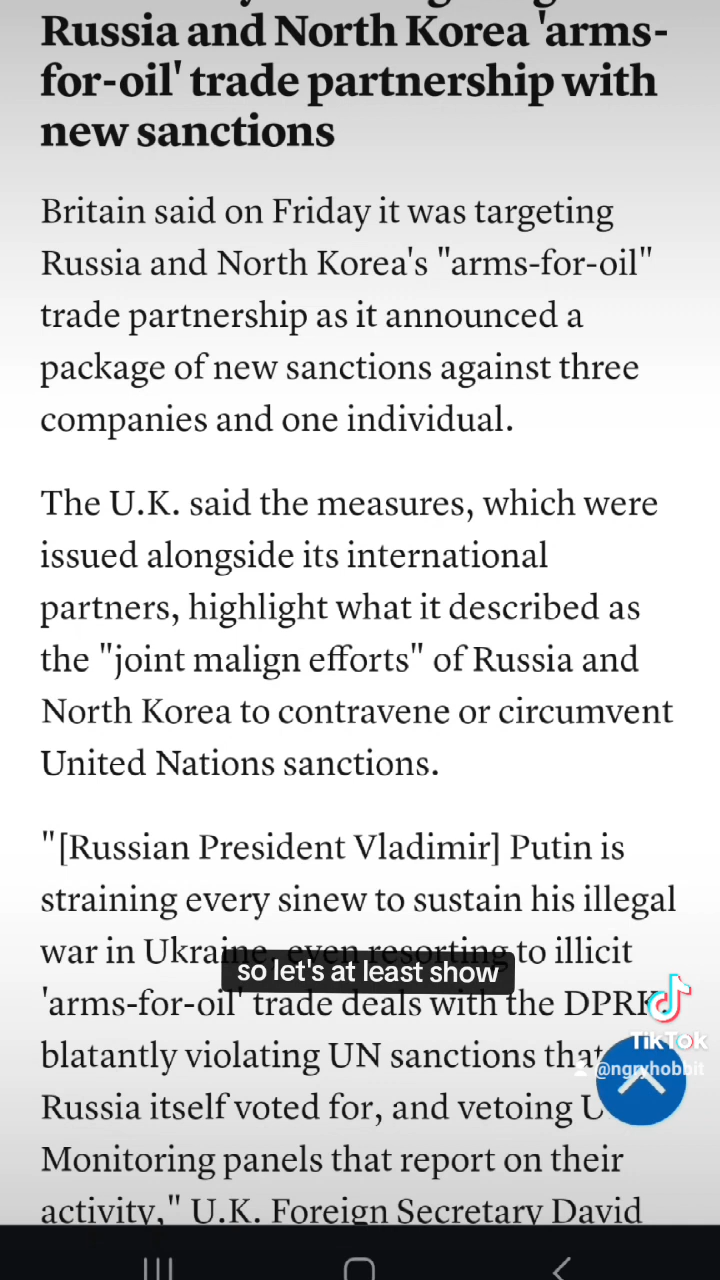 Russia and North Korea 'arms-
for-oil' trade partnership with
new sanctions
Britain said on Friday it was targeting
Russia and North Korea's "arms-for-oil"
trade partnership as it announced a
package of new sanctions against three
companies and one individual.
The U.K. said the measures, which were
issued alongside its international
partners, highlight what it described as
the "joint malign efforts" of Russia and
North Korea to contravene or circumvent
United Nations sanctions.
"[Russian President Vladimir] Putin is
straining every sinew to sustain his illegal
war in Ukraine, even resorting to illicit
so let's at least show
'arms-for-oil' trade deals with the DPRK,
TikTok
blatantly violating UN sanctions that
@ngryhobbit
Russia itself voted for, and vetoing U
Monitoring panels that report on their
activity," U.K. Foreign Secretary David